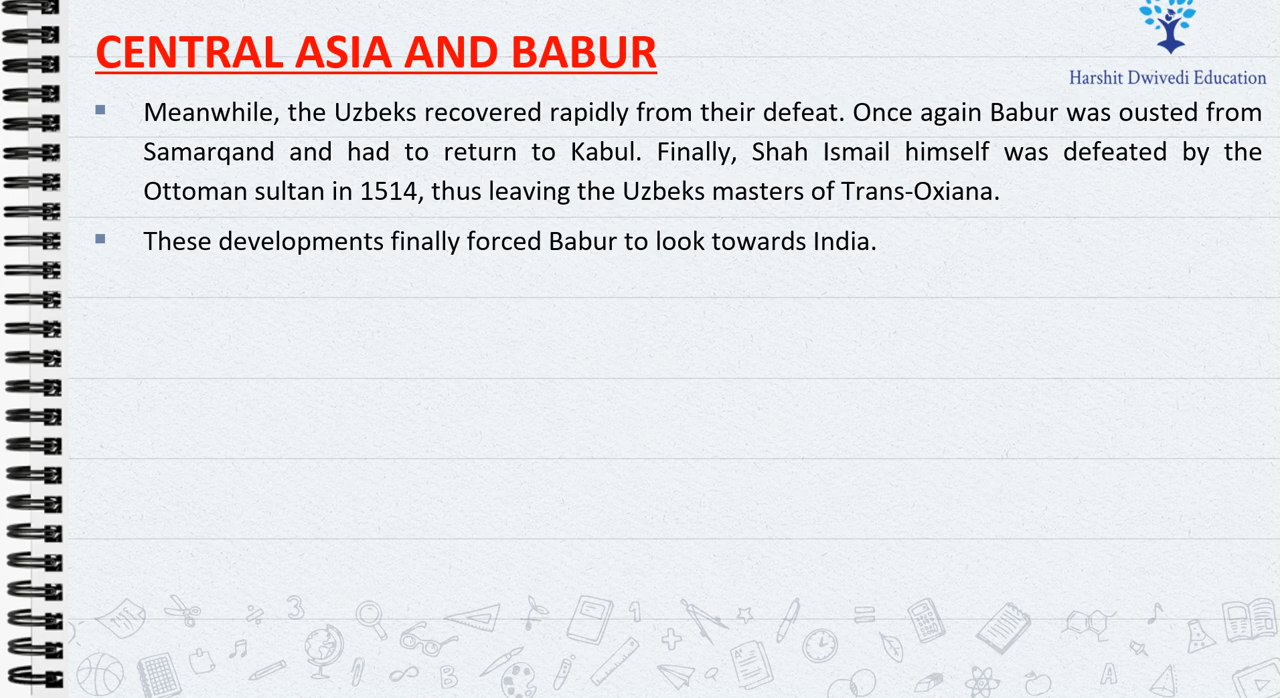 CENTRAL ASIA AND BABUR
Harshit Dwivedi Education
▪ Meanwhile, the Uzbeks recovered rapidly from their defeat. Once again Babur was ousted from
Samarqand and had to return to Kabul. Finally, Shah Ismail himself was defeated by the
Ottoman sultan in 1514, thus leaving the Uzbeks masters of Trans-Oxiana.
▪ These developments finally forced Babur to look towards India.